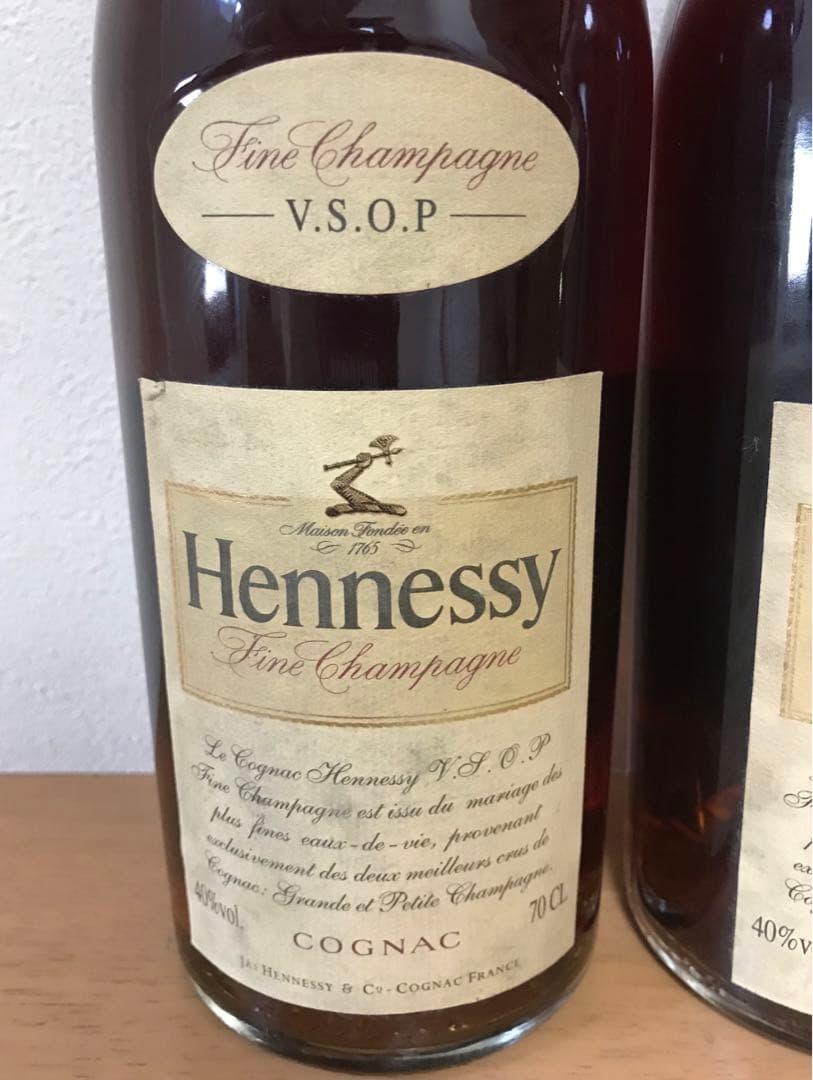 Fine Champagne
V.S.O.P
Maison Fondée en
1765
Hennessy
Fine Champagne
Le Cognac Hennessy V.S.O.P
Fine Champagne est issu du mariage des
plus fines eaux-de-vie, provenant
exclusivement des deux meilleurs crus de
Cognac: Grande et Petite Champagne.
40%vol.
70 CL
COGNAC
JAS HENNESSY & Co - COGNAC FRANCE
40%v